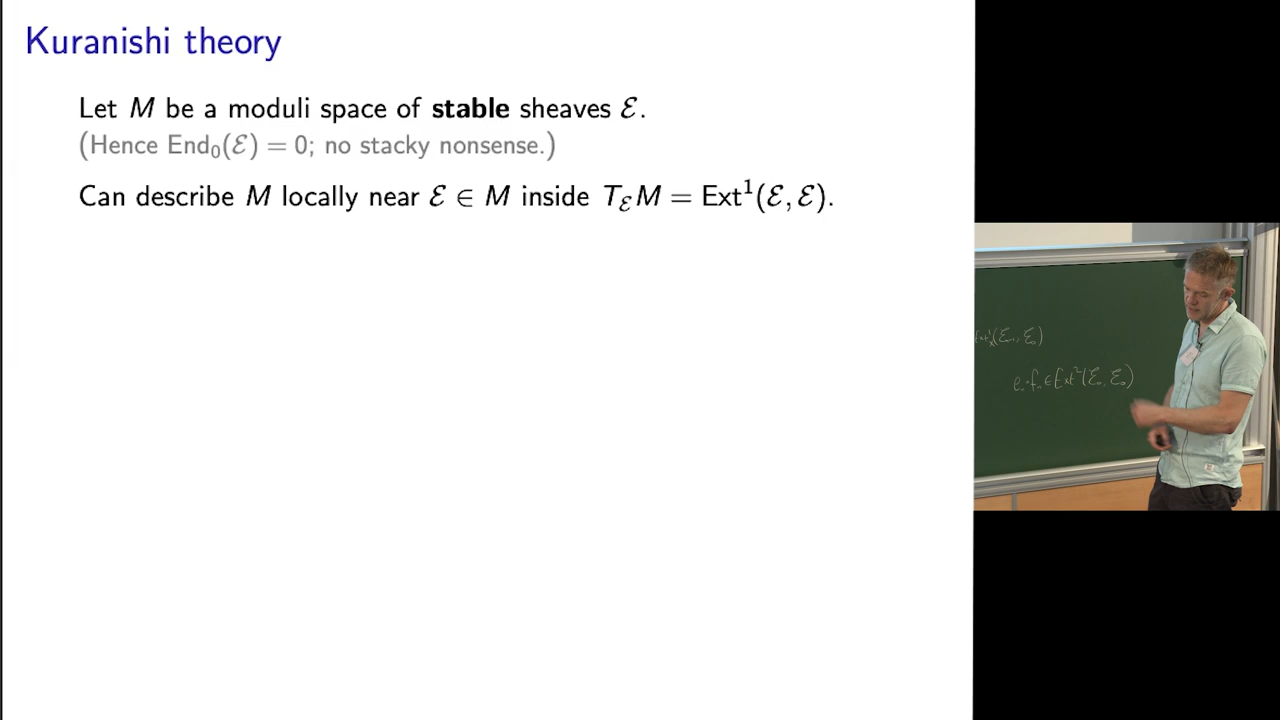 Kuranishi theory
Let M be a moduli space of stable sheaves ℰ.
(Hence End₀(ℰ) = 0; no stacky nonsense.)
Can describe M locally near ℰ ∈ M inside T_ℰ M = Ext¹(ℰ, ℰ).